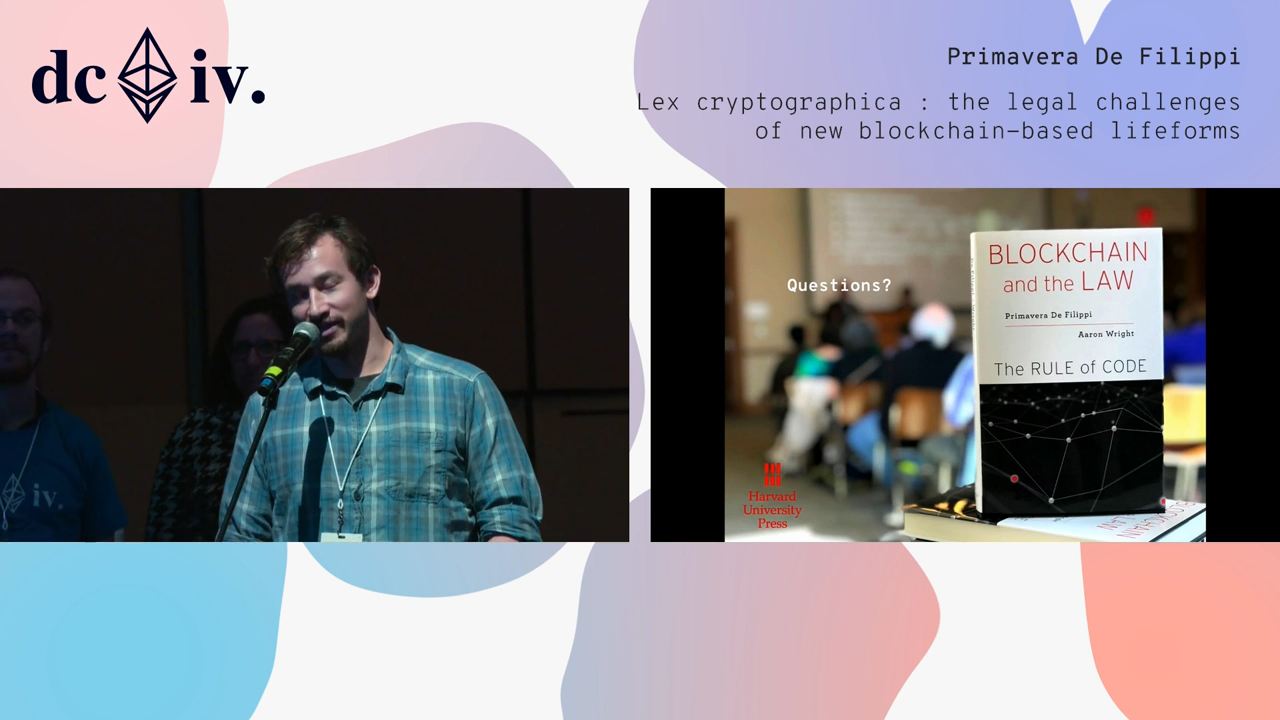 dc iv.
Primavera De Filippi
Lex cryptographica : the legal challenges
of new blockchain-based lifeforms
iv.
Questions?
BLOCKCHAIN
and the LAW
Primavera De Filippi
Aaron Wright
The RULE of CODE
Harvard
University
Press